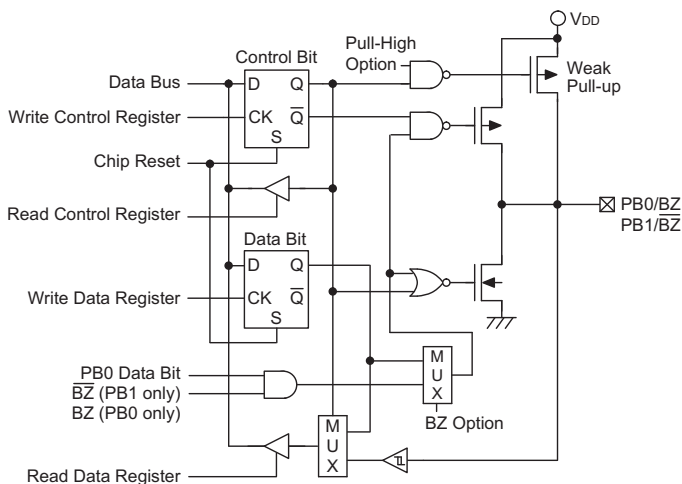 VDD
Control Bit
Pull-High
Option
Weak
Pull-up
Data Bus
D
Q
Write Control Register
CK
Q̅
S
Chip Reset
Read Control Register
PB0/BZ
PB1/B̅Z̅
Data Bit
D
Q
Write Data Register
CK
Q̅
S
PB0 Data Bit
B̅Z̅ (PB1 only)
BZ (PB0 only)
M
U
X
BZ Option
M
U
X
Read Data Register